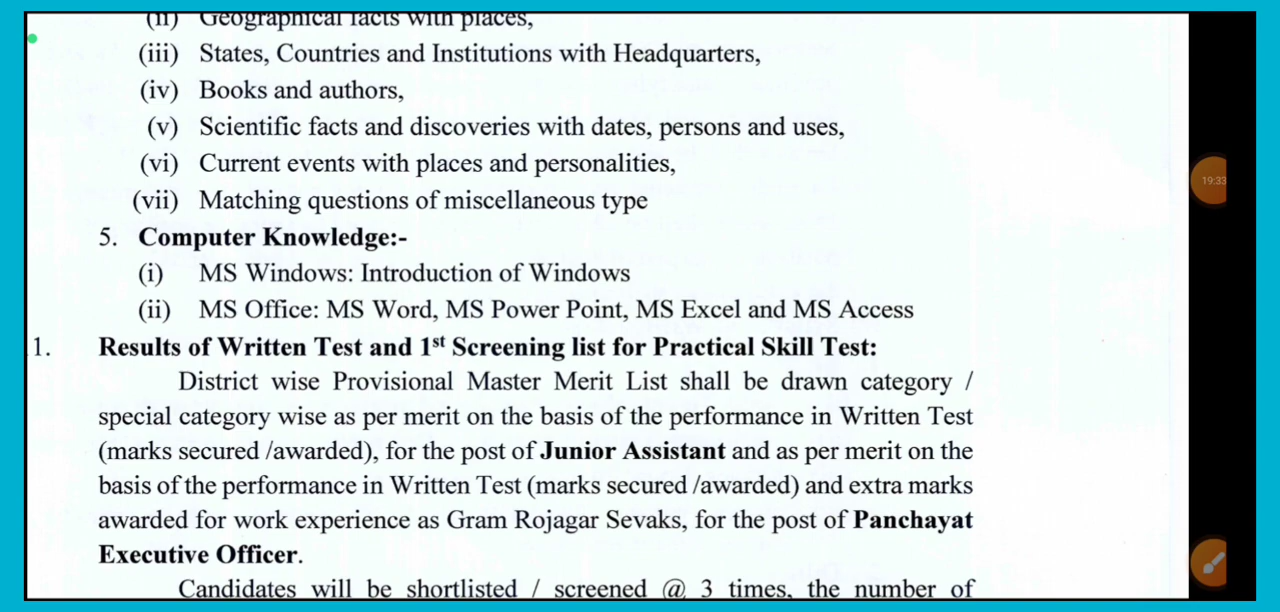 (ii) Geographical facts with places,
(iii) States, Countries and Institutions with Headquarters,
(iv) Books and authors,
(v) Scientific facts and discoveries with dates, persons and uses,
(vi) Current events with places and personalities,
(vii) Matching questions of miscellaneous type
5. Computer Knowledge:-
(i) MS Windows: Introduction of Windows
(ii) MS Office: MS Word, MS Power Point, MS Excel and MS Access
1. Results of Written Test and 1st Screening list for Practical Skill Test:
District wise Provisional Master Merit List shall be drawn category /
special category wise as per merit on the basis of the performance in Written Test
(marks secured /awarded), for the post of Junior Assistant and as per merit on the
basis of the performance in Written Test (marks secured /awarded) and extra marks
awarded for work experience as Gram Rojagar Sevaks, for the post of Panchayat
Executive Officer.
Candidates will be shortlisted / screened @ 3 times, the number of
19:33